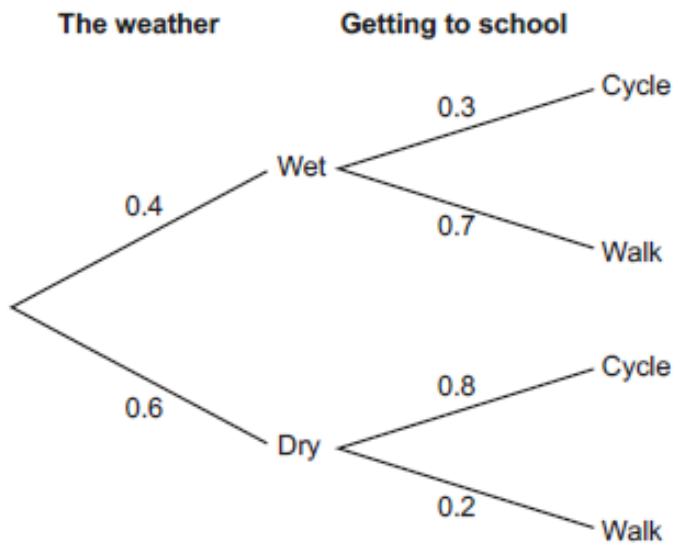 The weather Getting to school
Cycle
0.3
Wet
0.4
0.7
Walk
Cycle
0.8
0.6
Dry
0.2
Walk